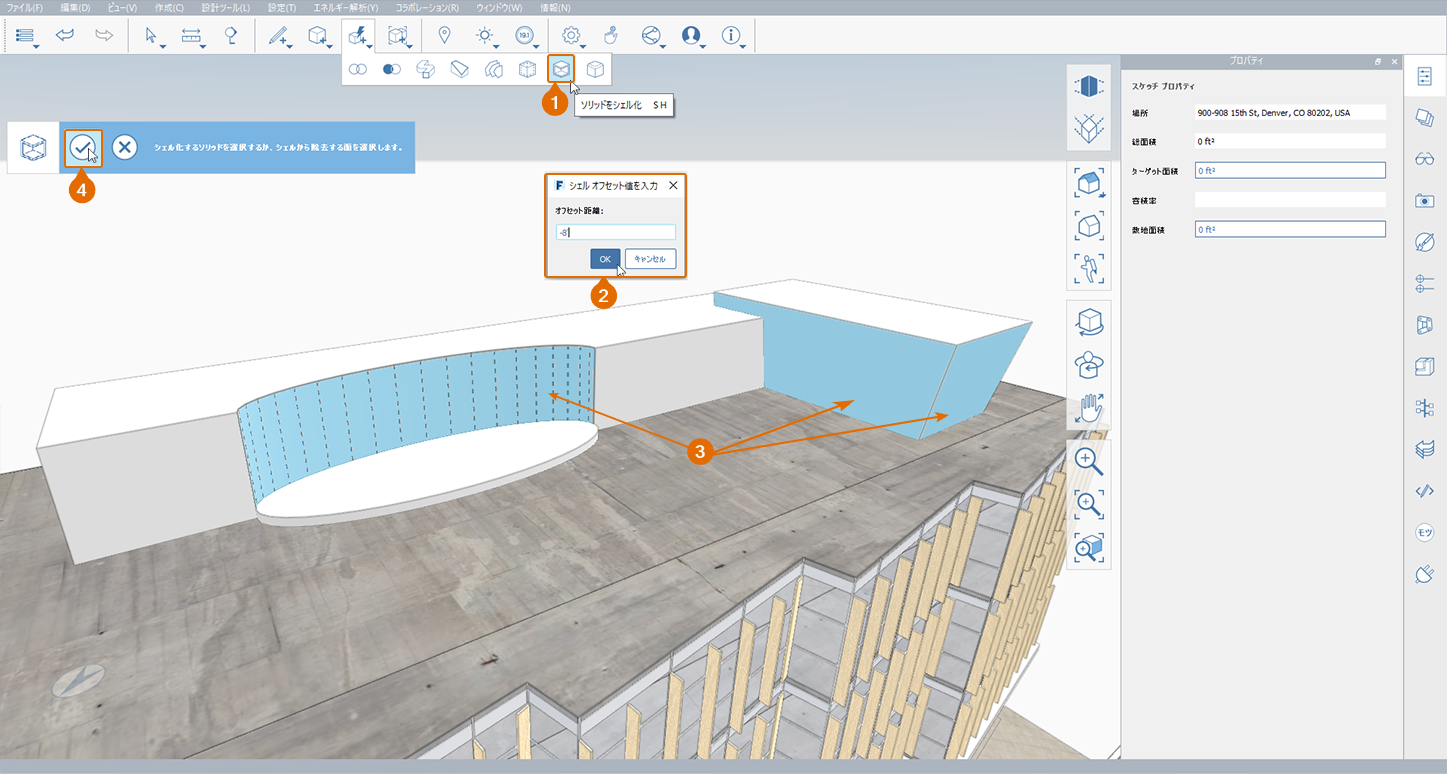 ファイル(F) 編集(D) ビュー(V) 作成(C) 設計ツール(L) 設定(T) エネルギー解析(Y) コラボレーション(R) ウィンドウ(W) 情報(N)
191
1
ソリッドをシェル化 S H
プロパティ
スケッチ プロパティ
場所 900-908 15th St, Denver, CO 80202, USA
総面積 0 ft²
ターゲット面積 0 ft²
容積率
敷地面積 0 ft²
シェル化するソリッドを選択するか、シェルから除去する面を選択します。
4
F シェル オフセット値を入力
オフセット距離:
-8'
OK キャンセル
2
3
モツ